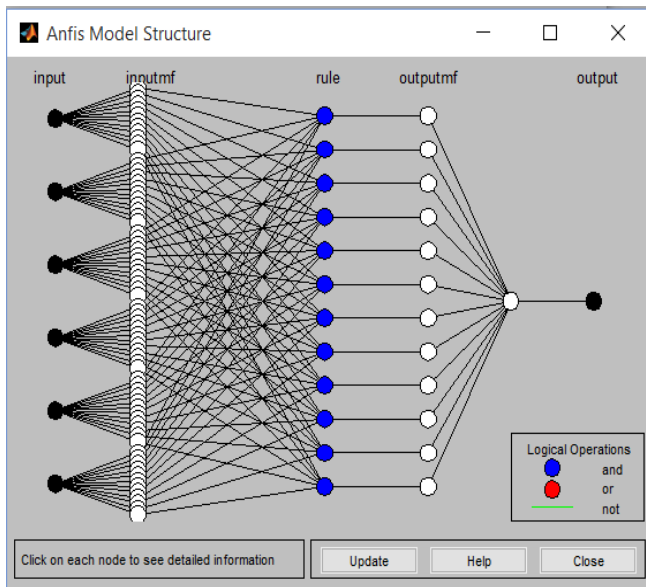 Anfis Model Structure
input inputmf rule outputmf output
Logical Operations
and
or
not
Click on each node to see detailed information
Update Help Close